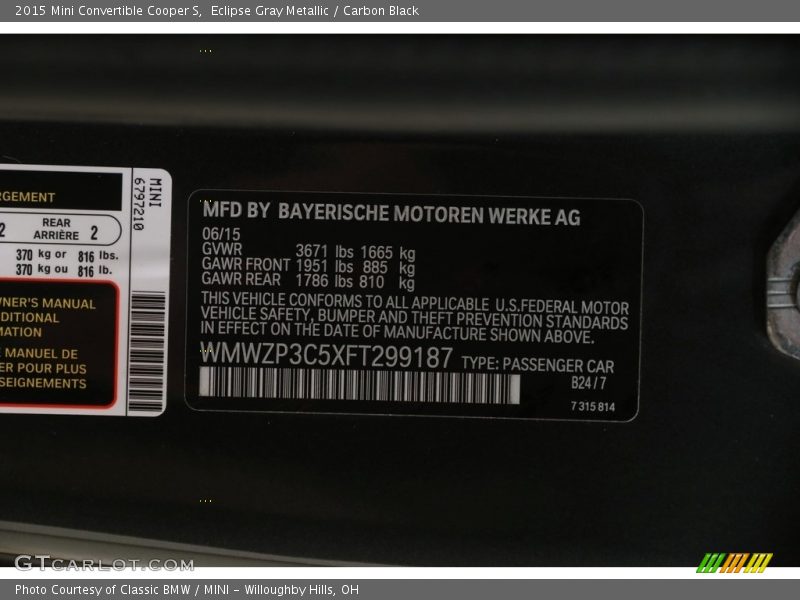 2015 Mini Convertible Cooper S,  Eclipse Gray Metallic / Carbon Black
RGEMENT
2 REAR ARRIÈRE 2
370 kg or 816 lbs.
370 kg ou 816 lb.
WNER'S MANUAL
DITIONAL
MATION
E MANUEL DE
ER POUR PLUS
SEIGNEMENTS
MINI
6797210
MFD BY BAYERISCHE MOTOREN WERKE AG
06/15
GVWR 3671 lbs 1665 kg
GAWR FRONT 1951 lbs 885 kg
GAWR REAR 1786 lbs 810 kg
THIS VEHICLE CONFORMS TO ALL APPLICABLE U.S.FEDERAL MOTOR
VEHICLE SAFETY, BUMPER AND THEFT PREVENTION STANDARDS
IN EFFECT ON THE DATE OF MANUFACTURE SHOWN ABOVE.
WMWZP3C5XFT299187 TYPE: PASSENGER CAR
B24/7
7 315 814
GTCARLOT.COM
Photo Courtesy of Classic BMW / MINI - Willoughby Hills, OH